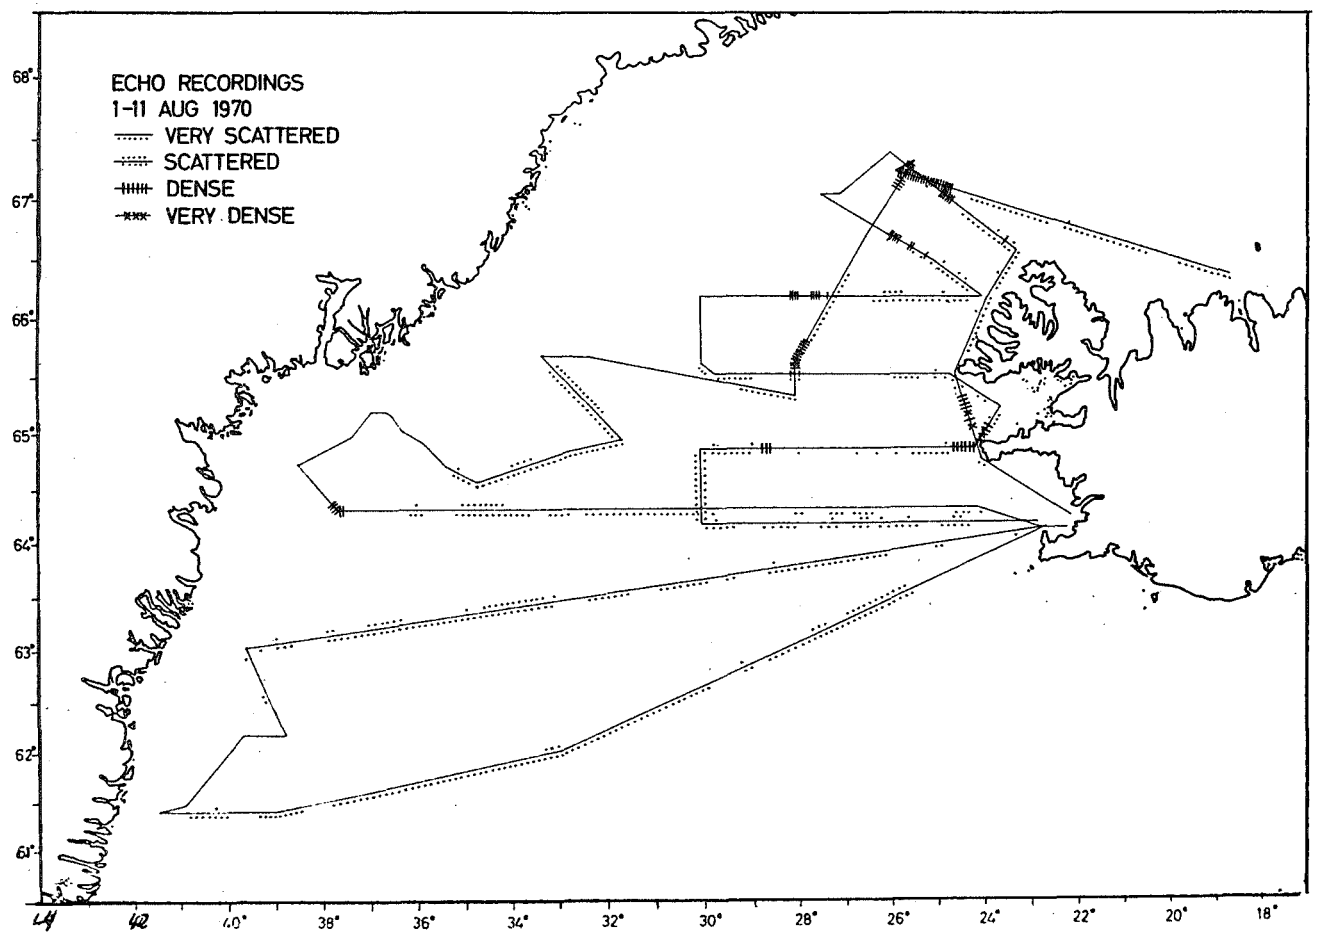 ECHO RECORDINGS
1-11 AUG 1970
VERY SCATTERED
SCATTERED
DENSE
VERY DENSE
68°
67°
66°
65°
64°
63°
62°
61°
44 42 40° 38° 36° 34° 32° 30° 28° 26° 24° 22° 20° 18°